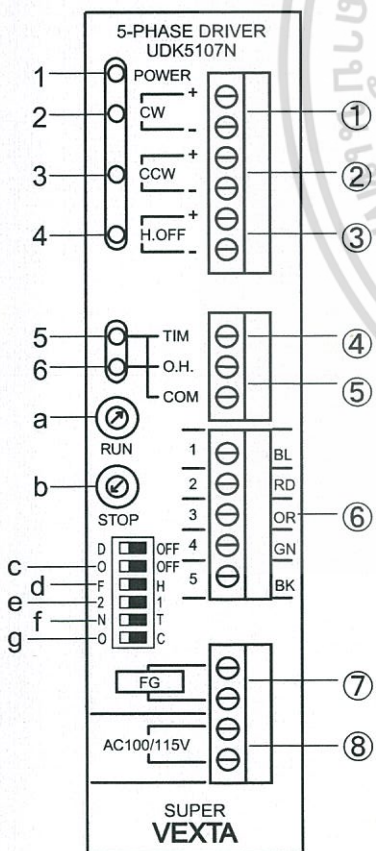 5-PHASE DRIVER
UDK5107N
1 POWER
2 CW + - ①
3 CCW + - ②
4 H.OFF + - ③
5 TIM ④
6 O.H.
COM ⑤
a
RUN
b
STOP
1 BL
2 RD
3 OR ⑥
4 GN
5 BK
D OFF
c O OFF
d F H
e 2 1
f N T
g O C
FG ⑦
AC100/115V ⑧
SUPER
VEXTA